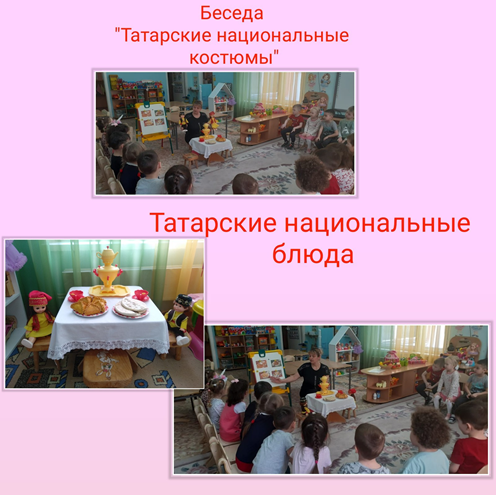 Беседа
"Татарские национальные
костюмы"
Татарские национальные
блюда